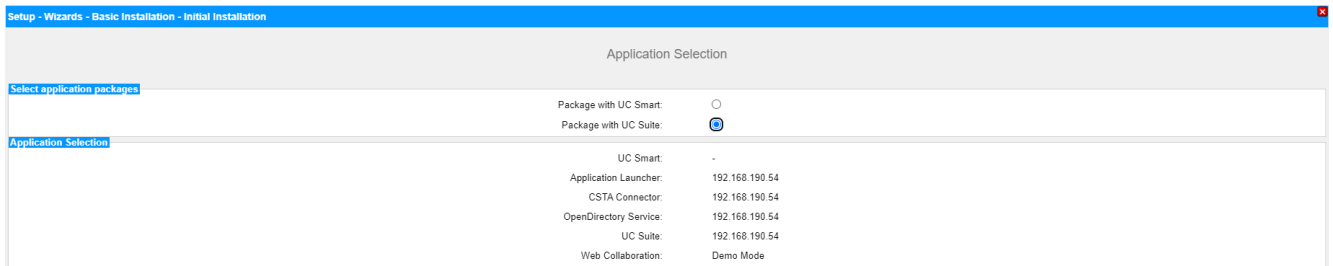 Setup - Wizards - Basic Installation - Initial Installation
Application Selection
Select application packages
Package with UC Smart:
Package with UC Suite:
Application Selection
UC Smart: -
Application Launcher: 192.168.190.54
CSTA Connector: 192.168.190.54
OpenDirectory Service: 192.168.190.54
UC Suite: 192.168.190.54
Web Collaboration: Demo Mode